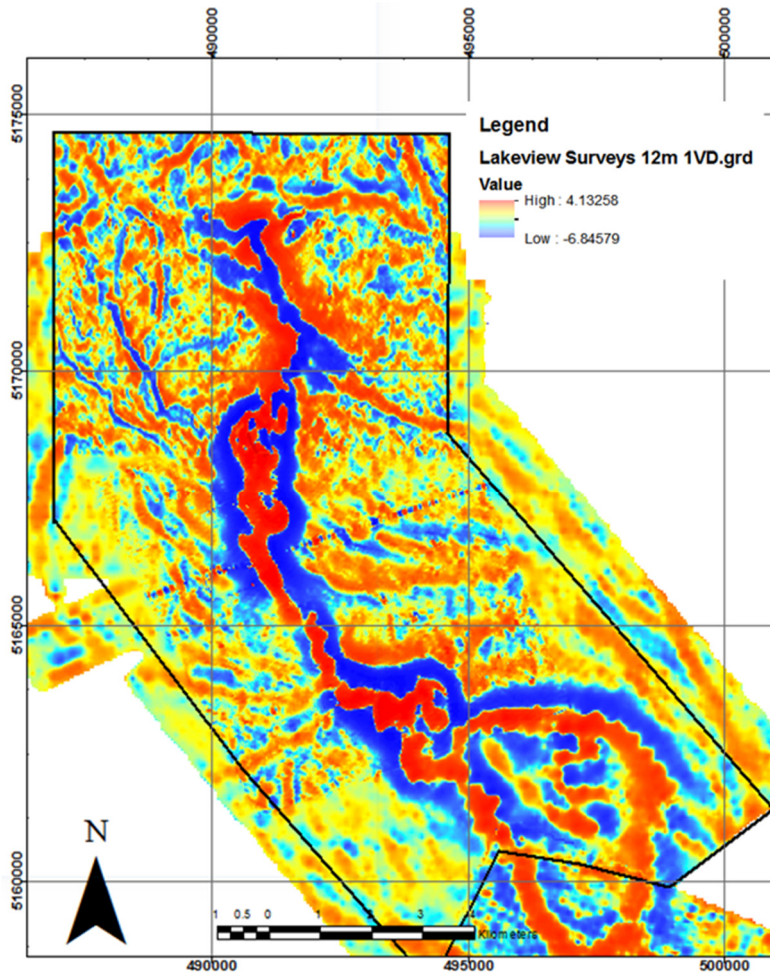 490000
495000
500000
5175000
Legend
Lakeview Surveys 12m 1VD.grd
Value
High : 4.13258
Low : -6.84579
5170000
5165000
N
5160000
1 0.5 0 1 2 3 4
Kilometers
490000
495000
500000